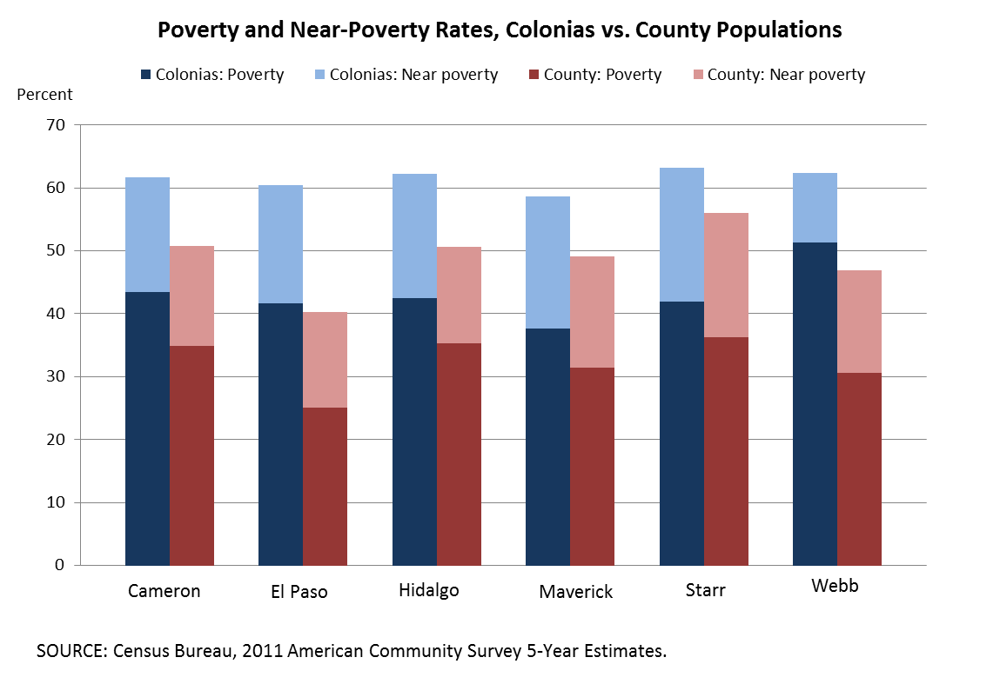 Poverty and Near-Poverty Rates, Colonias vs. County Populations
Colonias: Poverty Colonias: Near poverty County: Poverty County: Near poverty
Percent
70
60
50
40
30
20
10
0
Cameron El Paso Hidalgo Maverick Starr Webb
SOURCE: Census Bureau, 2011 American Community Survey 5-Year Estimates.